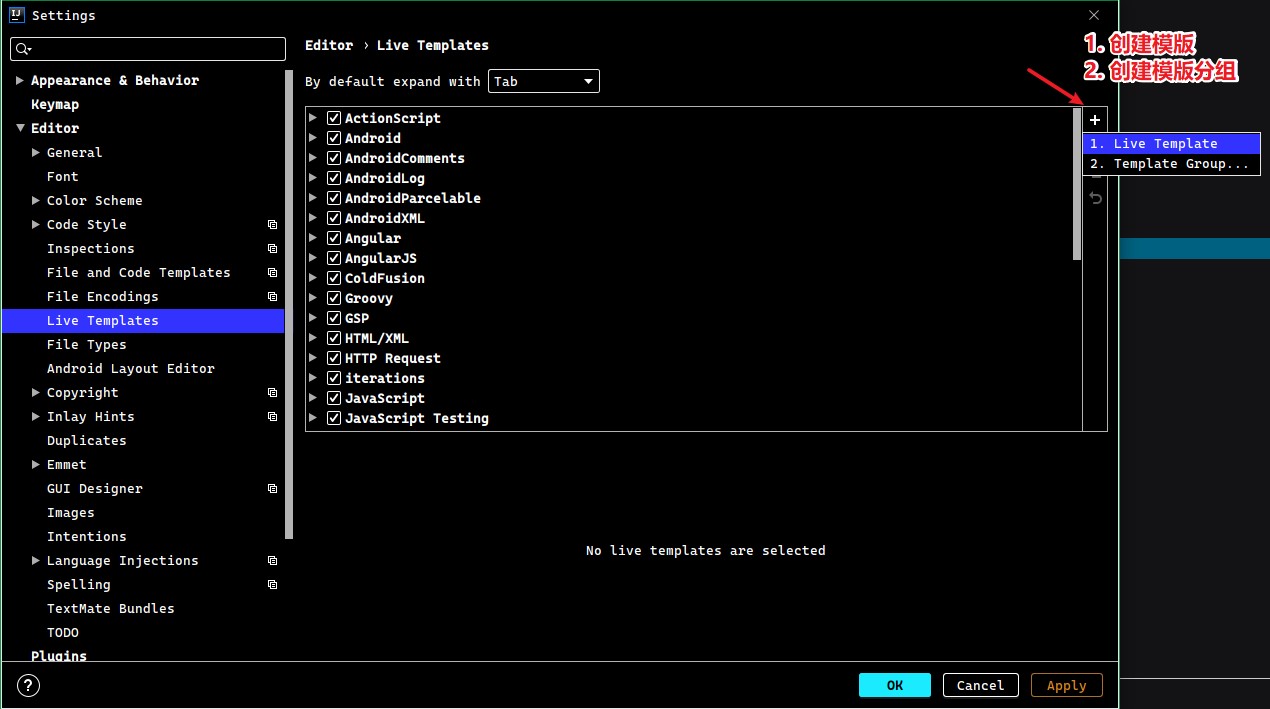 Settings
Editor › Live Templates
1. 创建模版
2. 创建模版分组
By default expand with Tab
Appearance & Behavior
Keymap
Editor
General
Font
Color Scheme
Code Style
Inspections
File and Code Templates
File Encodings
Live Templates
File Types
Android Layout Editor
Copyright
Inlay Hints
Duplicates
Emmet
GUI Designer
Images
Intentions
Language Injections
Spelling
TextMate Bundles
TODO
Plugins
ActionScript
Android
AndroidComments
AndroidLog
AndroidParcelable
AndroidXML
Angular
AngularJS
ColdFusion
Groovy
GSP
HTML/XML
HTTP Request
iterations
JavaScript
JavaScript Testing
1. Live Template
2. Template Group...
No live templates are selected
?
OK
Cancel
Apply